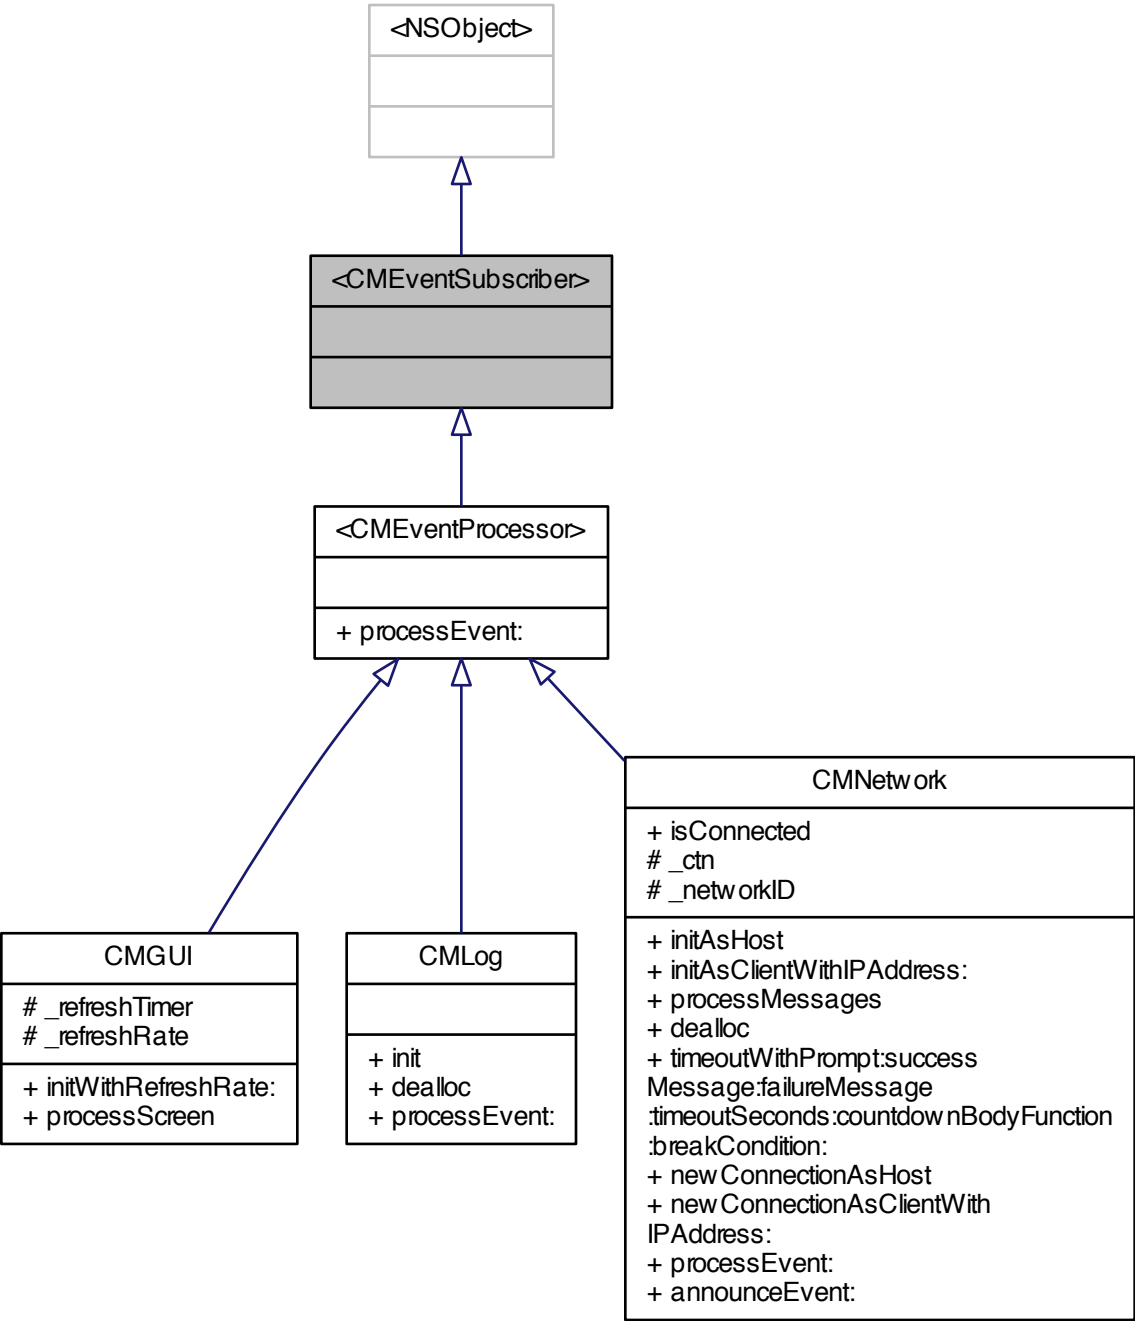 <NSObject>
<CMEventSubscriber>
<CMEventProcessor>
+ processEvent:
CMGUI
# _refreshTimer
# _refreshRate
+ initWithRefreshRate:
+ processScreen
CMLog
+ init
+ dealloc
+ processEvent:
CMNetwork
+ isConnected
# _ctn
# _networkID
+ initAsHost
+ initAsClientWithIPAddress:
+ processMessages
+ dealloc
+ timeoutWithPrompt:success
Message:failureMessage
:timeoutSeconds:countdownBodyFunction
:breakCondition:
+ newConnectionAsHost
+ newConnectionAsClientWith
IPAddress:
+ processEvent:
+ announceEvent: